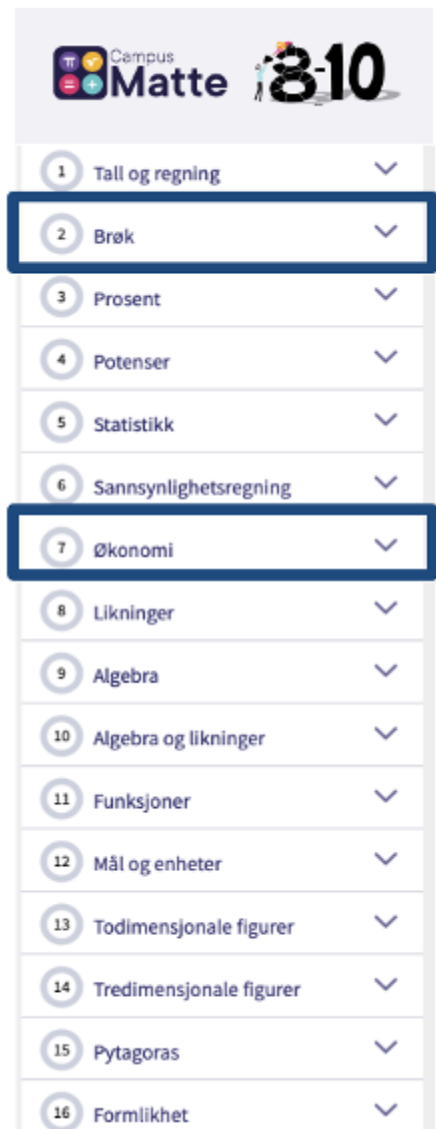 Campus
Matte 8-10
π √
= +
1 Tall og regning
2 Brøk
3 Prosent
4 Potenser
5 Statistikk
6 Sannsynlighetsregning
7 Økonomi
8 Likninger
9 Algebra
10 Algebra og likninger
11 Funksjoner
12 Mål og enheter
13 Todimensjonale figurer
14 Tredimensjonale figurer
15 Pytagoras
16 Formlikhet